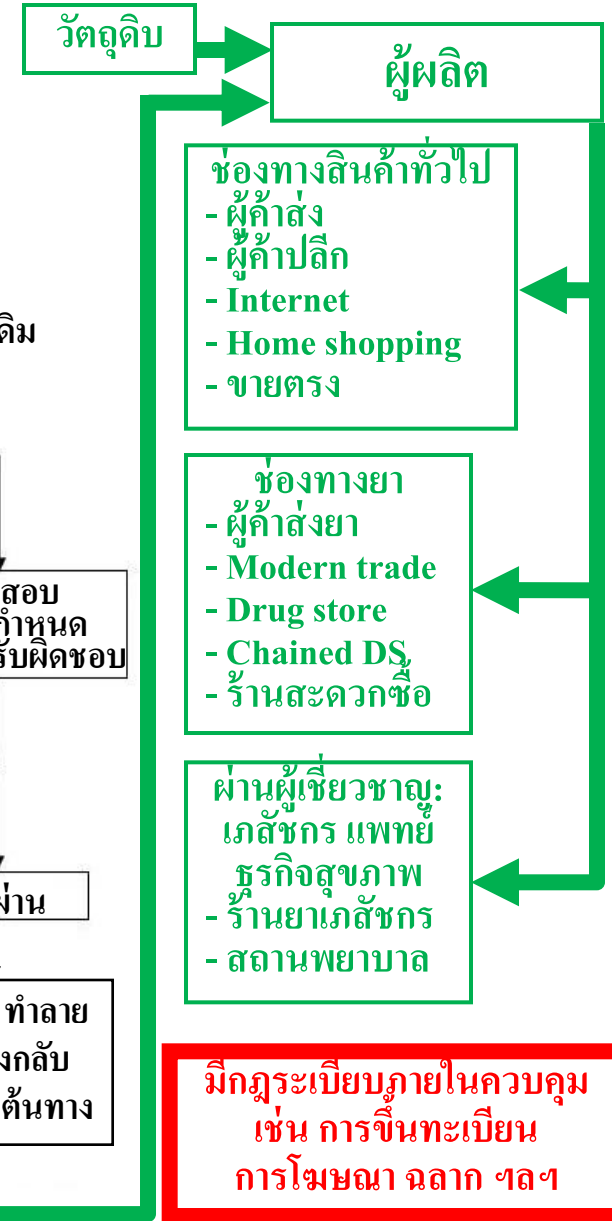 วัตถุดิบ
ผู้ผลิต
ช่องทางสินค้าทั่วไป
- ผู้ค้าส่ง
- ผู้ค้าปลีก
- Internet
- Home shopping
- ขายตรง
ช่องทางยา
- ผู้ค้าส่งยา
- Modern trade
- Drug store
- Chained DS
- ร้านสะดวกซื้อ
สอบ
กำหนด
รับผิดชอบ
ผ่านผู้เชี่ยวชาญ:
เภสัชกร แพทย์
ธุรกิจสุขภาพ
- ร้านยาเภสัชกร
- สถานพยาบาล
ผ่าน
ทำลาย
กลับ
ต้นทาง
มีกฎระเบียบภายในควบคุม
เช่น การขึ้นทะเบียน
การโฆษณา ฉลาก ฯลฯ